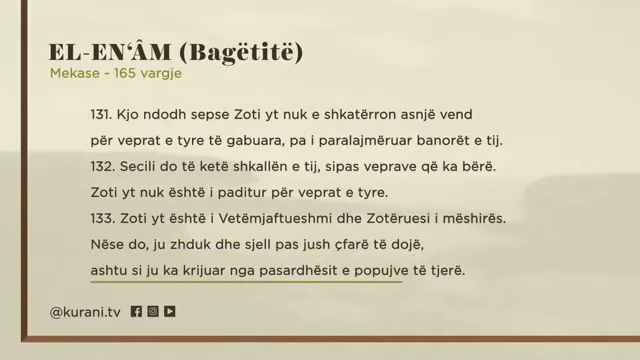 EL-EN‘ÂM (Bagëtitë)
Mekase - 165 vargje
131. Kjo ndodh sepse Zoti yt nuk e shkatërron asnjë vend
për veprat e tyre të gabuara, pa i paralajmëruar banorët e tij.
132. Secili do të ketë shkallën e tij, sipas veprave që ka bërë.
Zoti yt nuk është i paditur për veprat e tyre.
133. Zoti yt është i Vetëmjaftueshmi dhe Zotëruesi i mëshirës.
Nëse do, ju zhduk dhe sjell pas jush çfarë të dojë,
ashtu si ju ka krijuar nga pasardhësit e popujve të tjerë.
@kurani.tv